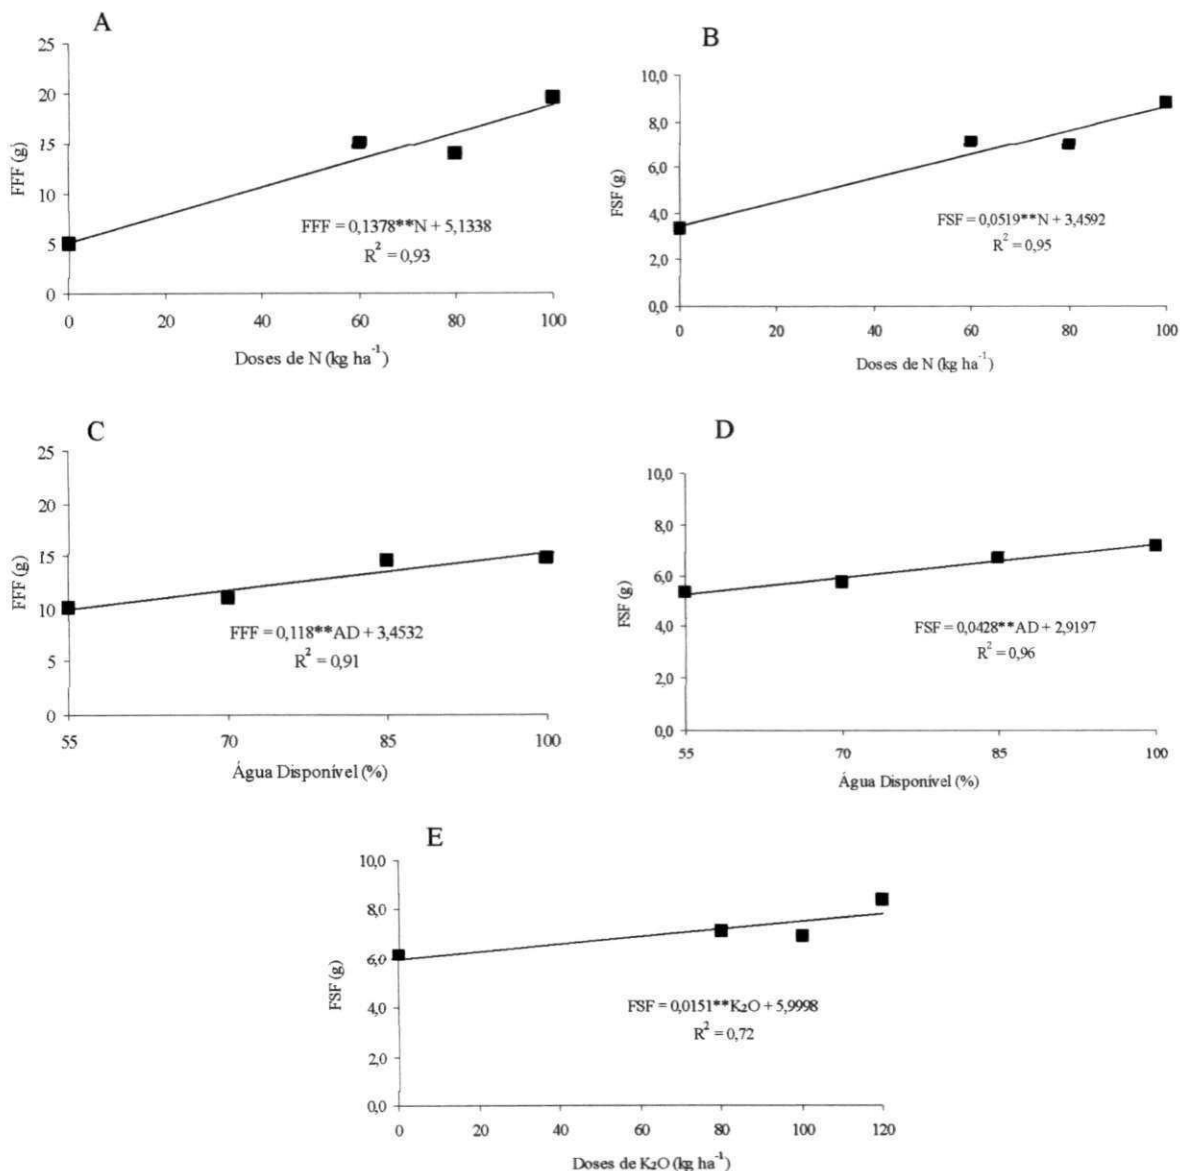 A
25
20
15
10
5
0
FFF (g)
FFF = 0,1378**N + 5,1338
R² = 0,93
0 20 40 60 80 100
Doses de N (kg ha⁻¹)
B
10,0
8,0
6,0
4,0
2,0
0,0
FSF (g)
FSF = 0,0519**N + 3,4592
R² = 0,95
0 20 40 60 80 100
Doses de N (kg ha⁻¹)
C
25
20
15
10
5
0
FFF (g)
FFF = 0,118**AD + 3,4532
R² = 0,91
55 70 85 100
Água Disponível (%)
D
10,0
8,0
6,0
4,0
2,0
0,0
FSF (g)
FSF = 0,0428**AD + 2,9197
R² = 0,96
55 70 85 100
Água Disponível (%)
E
10,0
8,0
6,0
4,0
2,0
0,0
FSF (g)
FSF = 0,0151**K₂O + 5,9998
R² = 0,72
0 20 40 60 80 100 120
Doses de K₂O (kg ha⁻¹)